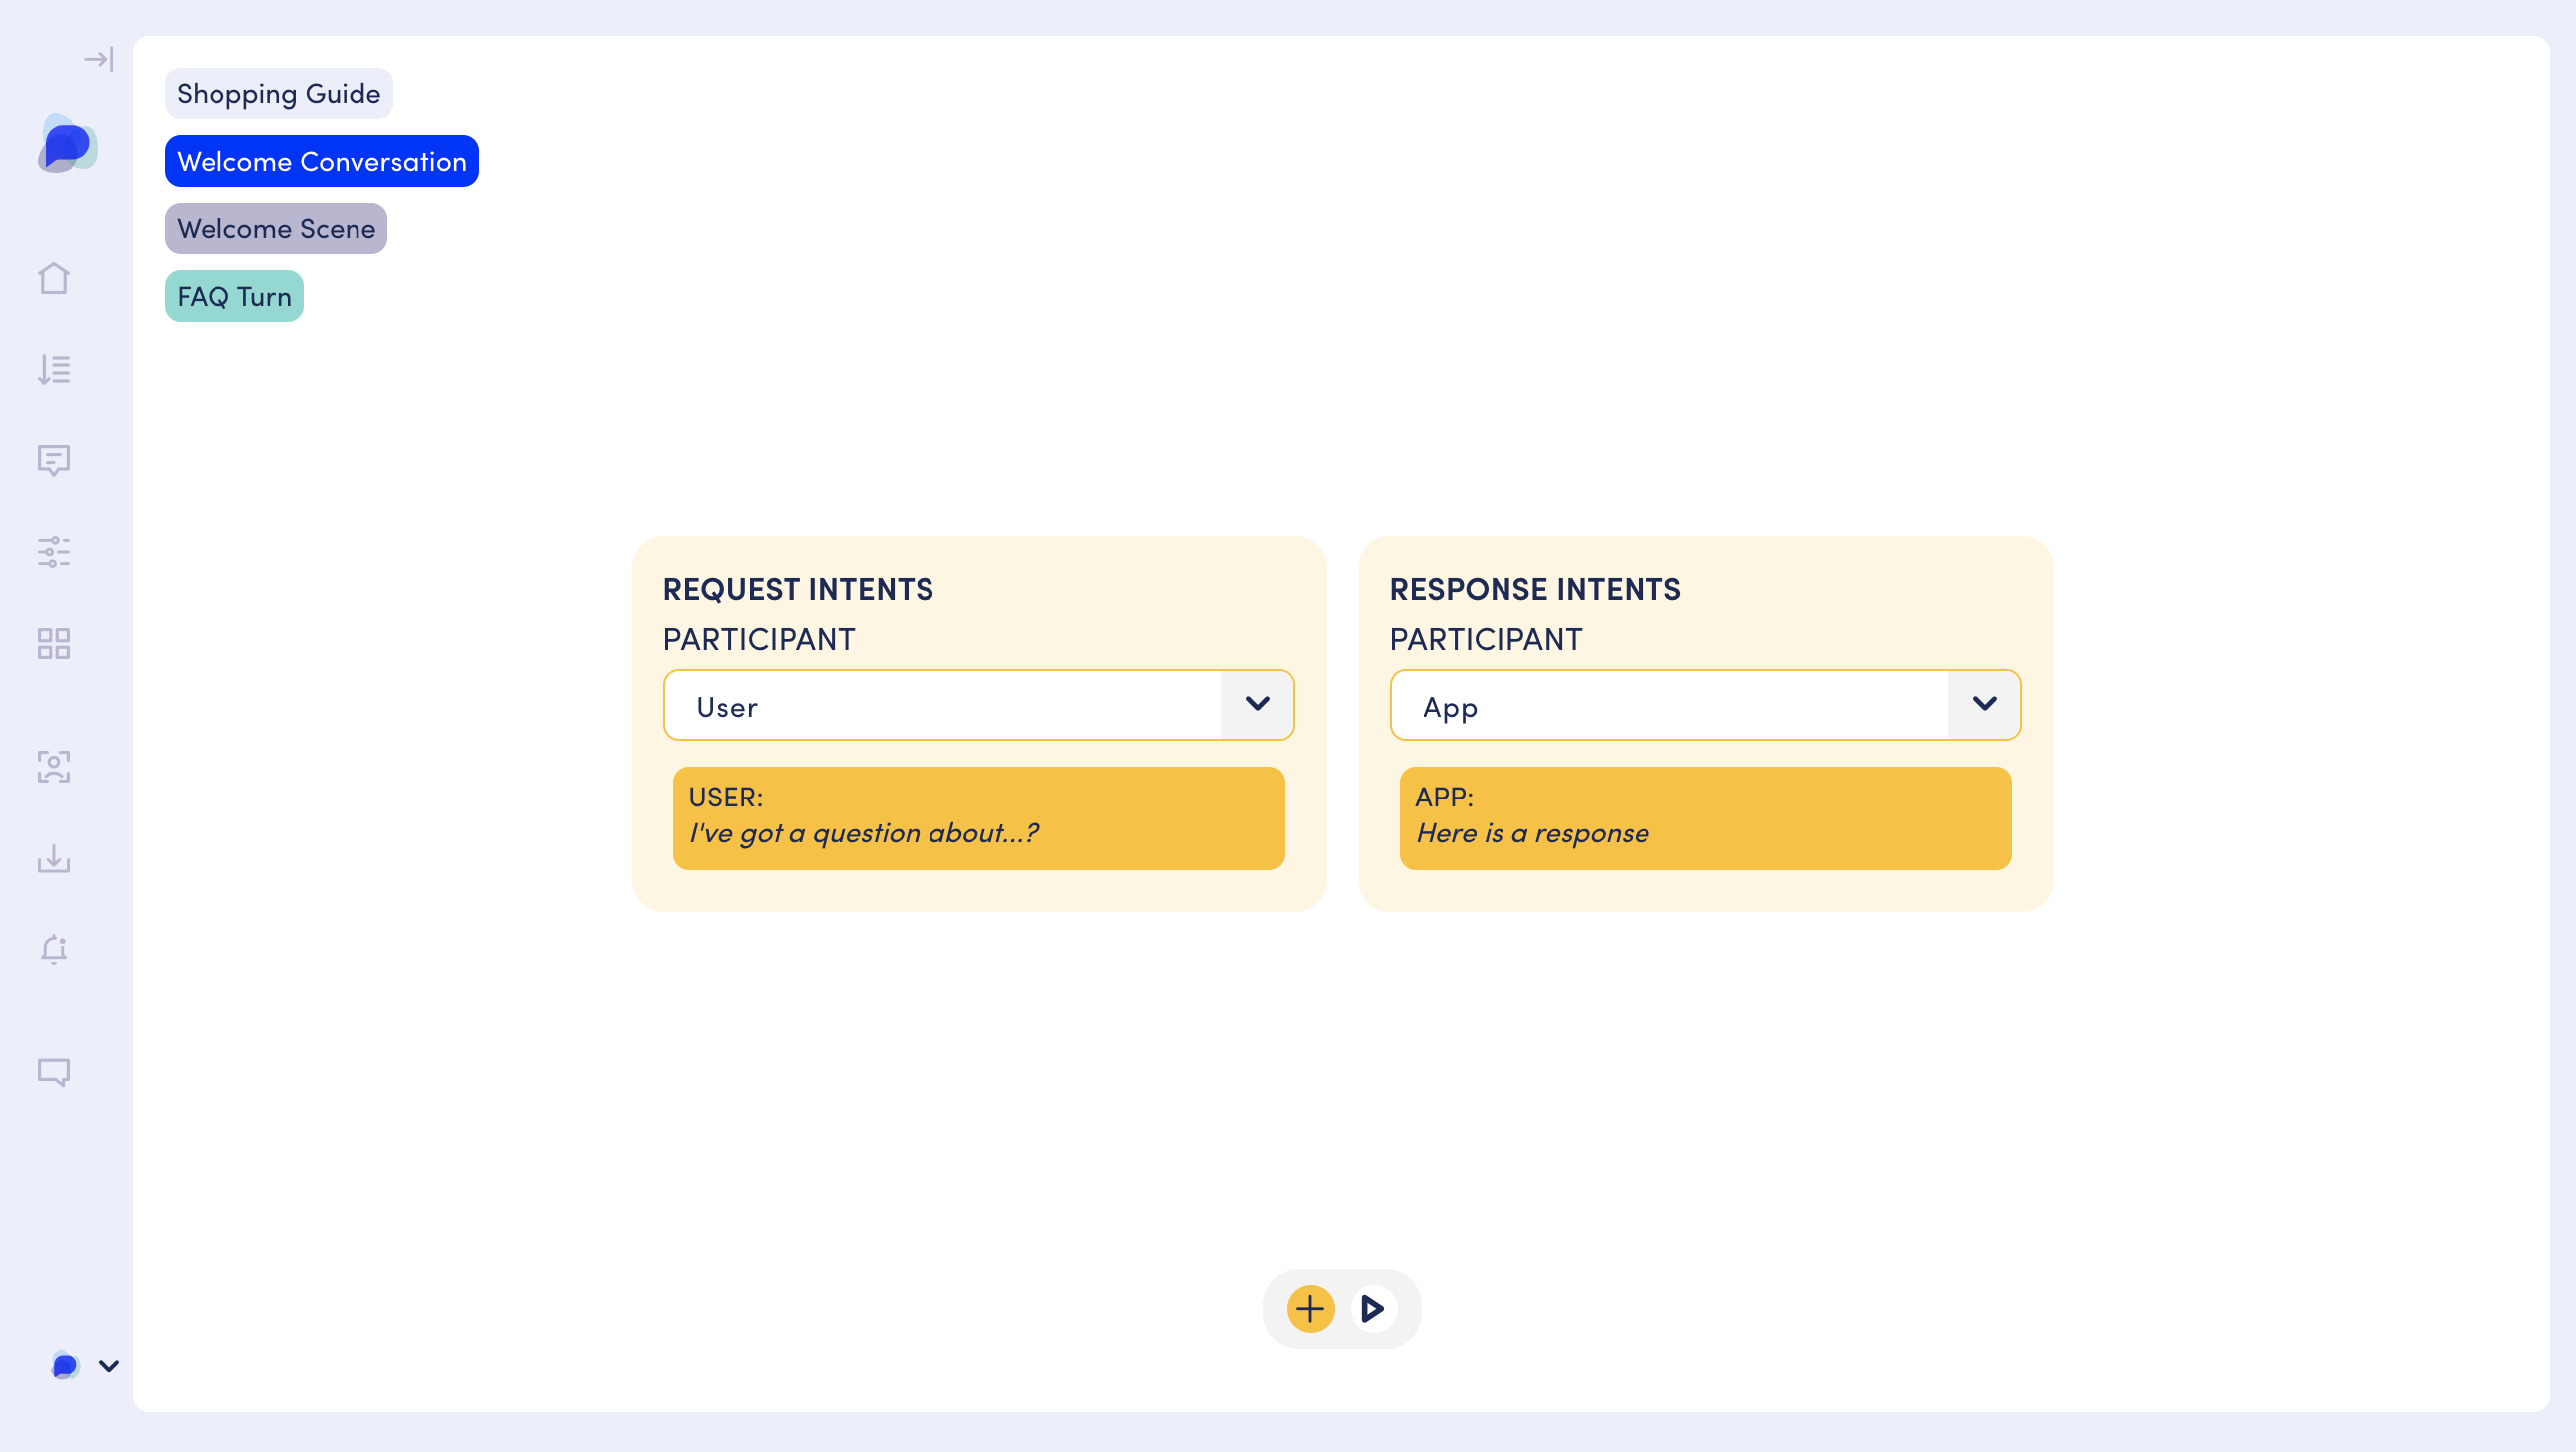 Shopping Guide
Welcome Conversation
Welcome Scene
FAQ Turn
REQUEST INTENTS
PARTICIPANT
User
USER:
I've got a question about...?
RESPONSE INTENTS
PARTICIPANT
App
APP:
Here is a response